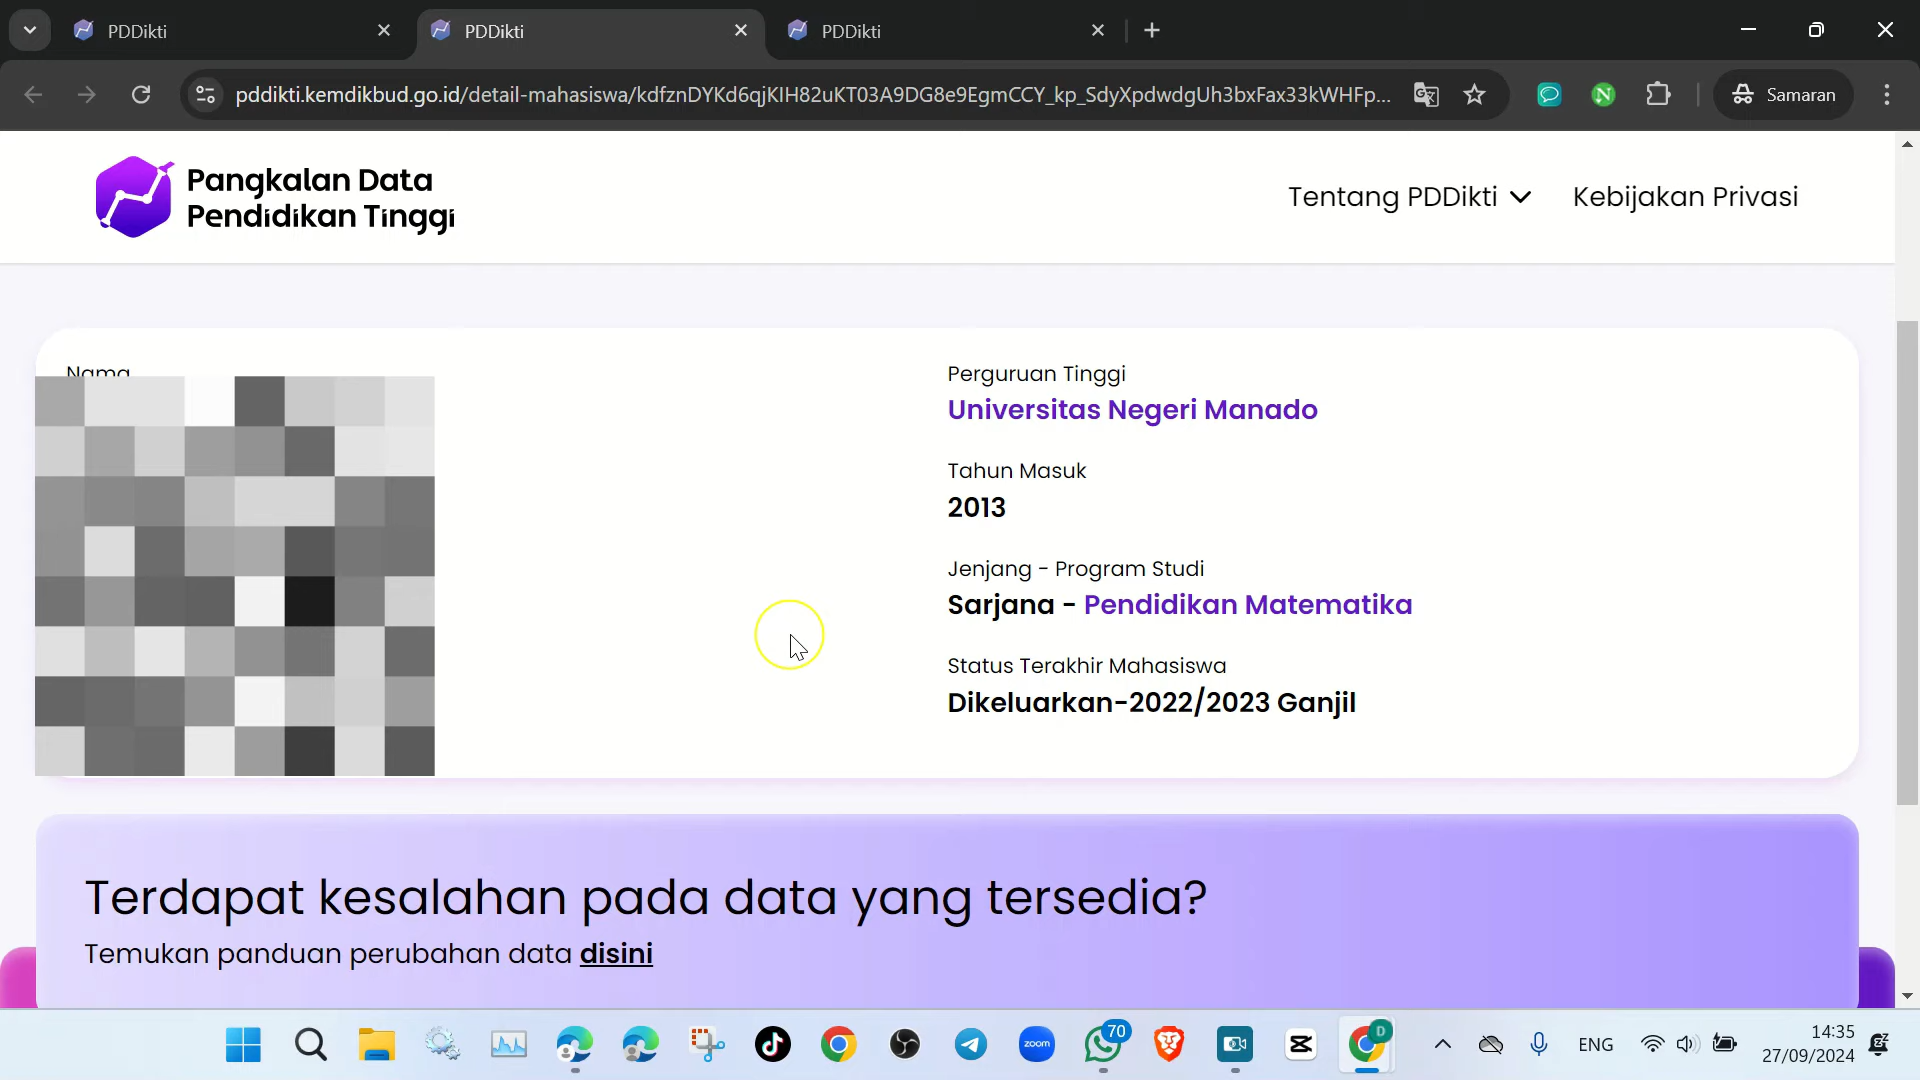 PDDikti
PDDikti
PDDikti
pddikti.kemdikbud.go.id/detail-mahasiswa/kdfznDYKd6qjKIH82uKT03A9DG8e9EgmCCY_kp_SdyXpdwdgUh3bxFax33kWHFp...
Samaran
Pangkalan Data
Pendidikan Tinggi
Tentang PDDikti
Kebijakan Privasi
Nama
Perguruan Tinggi
Universitas Negeri Manado
Tahun Masuk
2013
Jenjang - Program Studi
Sarjana - Pendidikan Matematika
Status Terakhir Mahasiswa
Dikeluarkan-2022/2023 Ganjil
Terdapat kesalahan pada data yang tersedia?
Temukan panduan perubahan data disini
zoom
70
D
ENG
14:35
27/09/2024